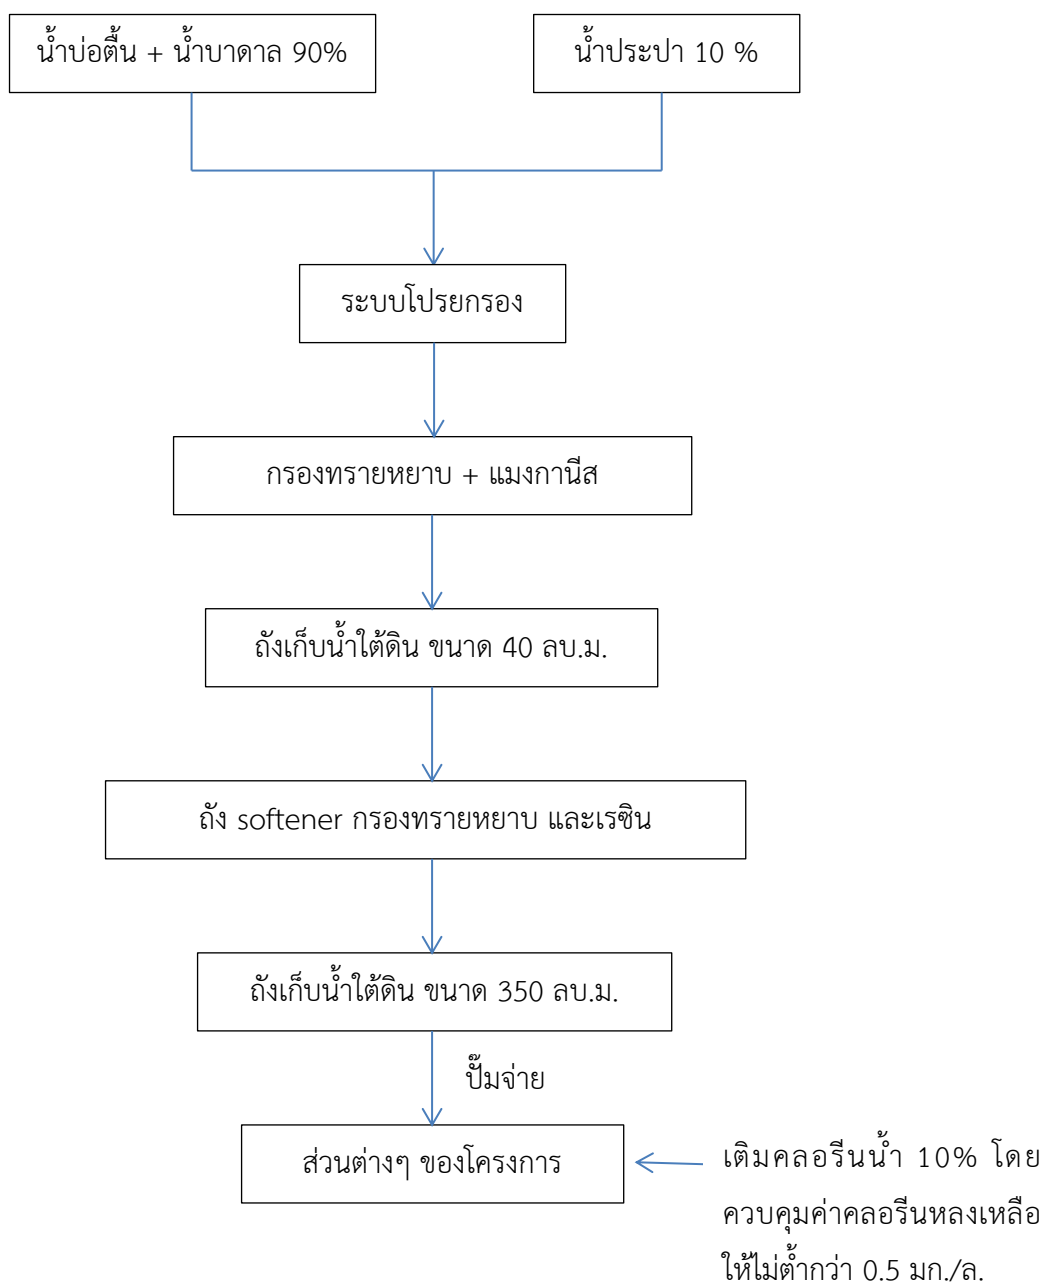 น้ำบ่อตื้น + น้ำบาดาล 90%
น้ำประปา 10 %
ระบบโปรยกรอง
กรองทรายหยาบ + แมงกานีส
ถังเก็บน้ำใต้ดิน ขนาด 40 ลบ.ม.
ถัง softener กรองทรายหยาบ และเรซิน
ถังเก็บน้ำใต้ดิน ขนาด 350 ลบ.ม.
ปั๊มจ่าย
ส่วนต่างๆ ของโครงการ
เติมคลอรีนน้ำ 10% โดย
ควบคุมค่าคลอรีนหลงเหลือ
ให้ไม่ต่ำกว่า 0.5 มก./ล.